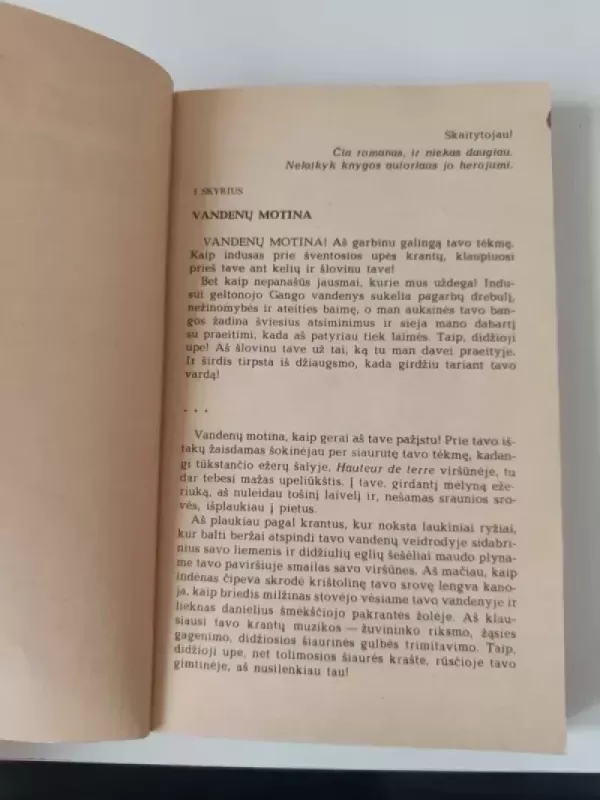 Skaitytojau!
Čia romanas, ir niekas daugiau.
Nelaikyk knygos autoriaus jo herojumi.
I SKYRIUS
VANDENŲ MOTINA
VANDENŲ MOTINA! Aš garbinu galingą tavo tėkmę.
Kaip indusas prie šventosios upės krantų, klaupiuosi
prieš tave ant kelių ir šlovinu tave!
Bet kaip nepanašūs jausmai, kurie mus uždega! Indu-
sui geltonojo Gango vandenys sukelia pagarbų drebulį,
nežinomybės ir ateities baimę, o man auksinės tavo ban-
gos žadina šviesius atsiminimus ir sieja mano dabartį
su praeitimi, kada aš patyriau tiek laimės. Taip, didžioji
upe! Aš šlovinu tave už tai, ką tu man davei praeityje.
Ir širdis tirpsta iš džiaugsmo, kada girdžiu tariant tavo
vardą!
. . .
Vandenų motina, kaip gerai aš tave pažįstu! Prie tavo iš-
takų žaisdamas šokinėjau per siaurutę tavo tėkmę, kadan-
gi tūkstančio ežerų šalyje, Hauteur de terre viršūnėje, tu
dar tebesi mažas upeliūkštis. Į tave, girdantį mėlyną eže-
riuką, aš nuleidau tošinį laivelį ir, nešamas sraunios sro-
vės, išplaukiau į pietus.
Aš plaukiau pagal krantus, kur noksta laukiniai ryžiai,
kur balti beržai atspindi tavo vandenų veidrodyje sidabri-
nius savo liemenis ir didžiulių eglių šešėliai maudo plyna-
me tavo paviršiuje smailas savo viršūnes. Aš mačiau, kaip
indėnas čipeva skrodė krištolinę tavo srovę lengva kano-
ja, kaip briedis milžinas stovėjo vėsiame tavo vandenyje ir
lieknas danielius šmėkščiojo pakrantės žolėje. Aš klau-
siausi tavo krantų muzikos — žuvininko riksmo, žąsies
gagenimo, didžiosios šiaurinės gulbės trimitavimo. Taip,
didžioji upe, net tolimosios šiaurės krašte, rūsčioje tavo
gimtinėje, aš nusilenkiau tau!